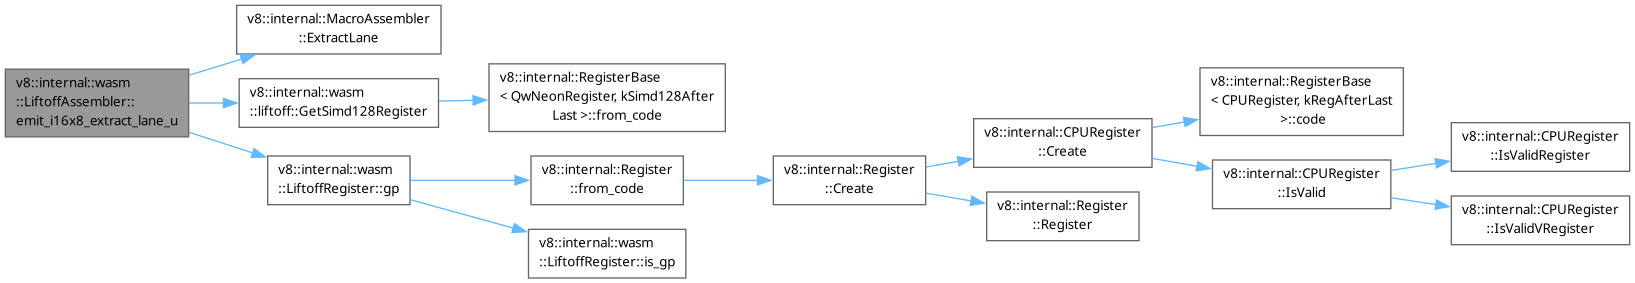 v8::internal::wasm
::LiftoffAssembler::
emit_i16x8_extract_lane_u
v8::internal::MacroAssembler
::ExtractLane
v8::internal::wasm
::liftoff::GetSimd128Register
v8::internal::RegisterBase
< QwNeonRegister, kSimd128After
Last >::from_code
v8::internal::wasm
::LiftoffRegister::gp
v8::internal::Register
::from_code
v8::internal::Register
::Create
v8::internal::CPURegister
::Create
v8::internal::RegisterBase
< CPURegister, kRegAfterLast
>::code
v8::internal::CPURegister
::IsValid
v8::internal::CPURegister
::IsValidRegister
v8::internal::CPURegister
::IsValidVRegister
v8::internal::Register
::Register
v8::internal::wasm
::LiftoffRegister::is_gp